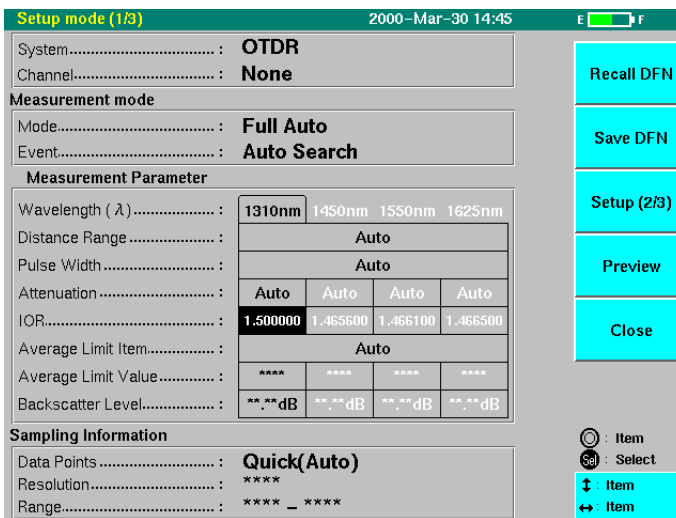 Setup mode (1/3) 2000-Mar-30 14:45 E F
System : OTDR
Channel : None
Recall DFN
Measurement mode
Mode : Full Auto
Event : Auto Search
Save DFN
Measurement Parameter
Wavelength ( λ ) : 1310nm 1450nm 1550nm 1625nm
Setup (2/3)
Distance Range : Auto
Pulse Width : Auto
Preview
Attenuation : Auto Auto Auto Auto
IOR : 1.500000 1.465600 1.466100 1.466500
Close
Average Limit Item : Auto
Average Limit Value : **** **** **** ****
Backscatter Level : **.**dB **.**dB **.**dB **.**dB
Sampling Information
Data Points : Quick(Auto)
Resolution : ****
Range : **** – ****
◎ : Item
Sel : Select
↕ : Item
↔ : Item